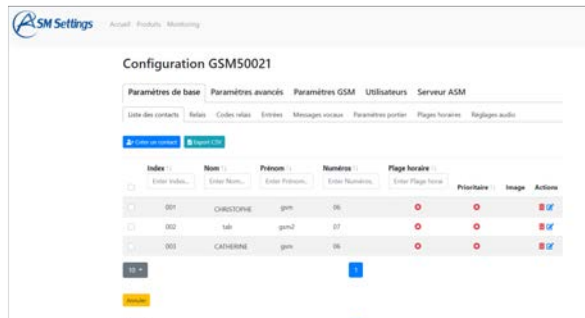 ASM Settings Accueil Produits Monitoring
Configuration GSM50021
Paramètres de base Paramètres avancés Paramètres GSM Utilisateurs Serveur ASM
Liste des contacts Relais Codes relais Entrées Messages vocaux Paramètres portier Plages horaires Réglages audio
Créer un contact Export CSV
Index Nom Prénom Numéros Plage horaire Prioritaire Image Actions
Enter Index.. Enter Nom.. Enter Prénom.. Enter Numéros. Enter Plage horai
001 CHRISTOPHE gsm 06
002 tab gsm2 07
003 CATHERINE gsm 06
10 1
Annuler